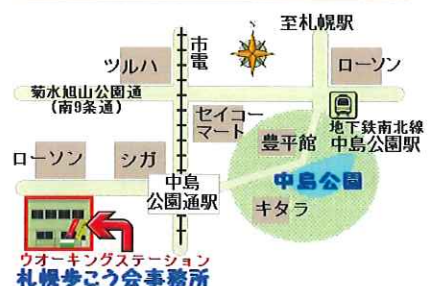 N
至札幌駅
市電
ツルハ
ローソン
菊水旭山公園通
(南9条通)
セイコー
マート
地下鉄南北線
中島公園駅
豊平館
ローソン
シガ
中島
公園通駅
中島公園
キタラ
ウオーキングステーション
札幌歩こう会事務所